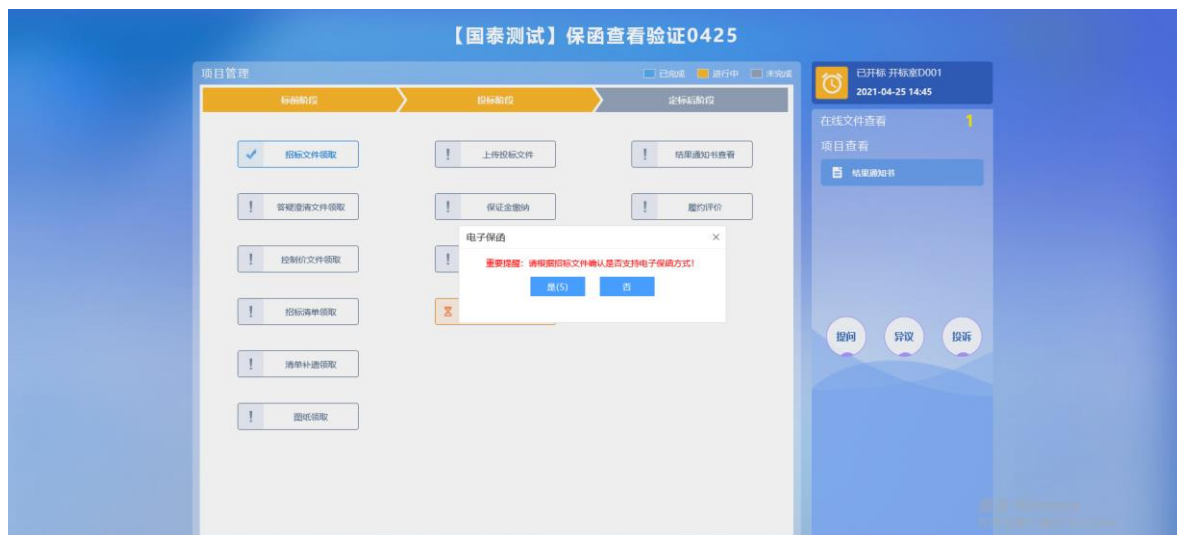 【国泰测试】保函查看验证0425
项目管理
已完成 进行中 未完成
标前阶段 投标阶段 定标后阶段
招标文件领取 上传投标文件 结果通知书查看
答疑澄清文件领取 保证金缴纳 履约评价
控制价文件领取
招标清单领取
清单补遗领取
图纸领取
电子保函 ×
重要提醒:请根据招标文件确认是否支持电子保函方式!
是(5) 否
已开标 开标室D001
2021-04-25 14:45
在线文件查看 1
项目查看
结果通知书
提问 异议 投诉